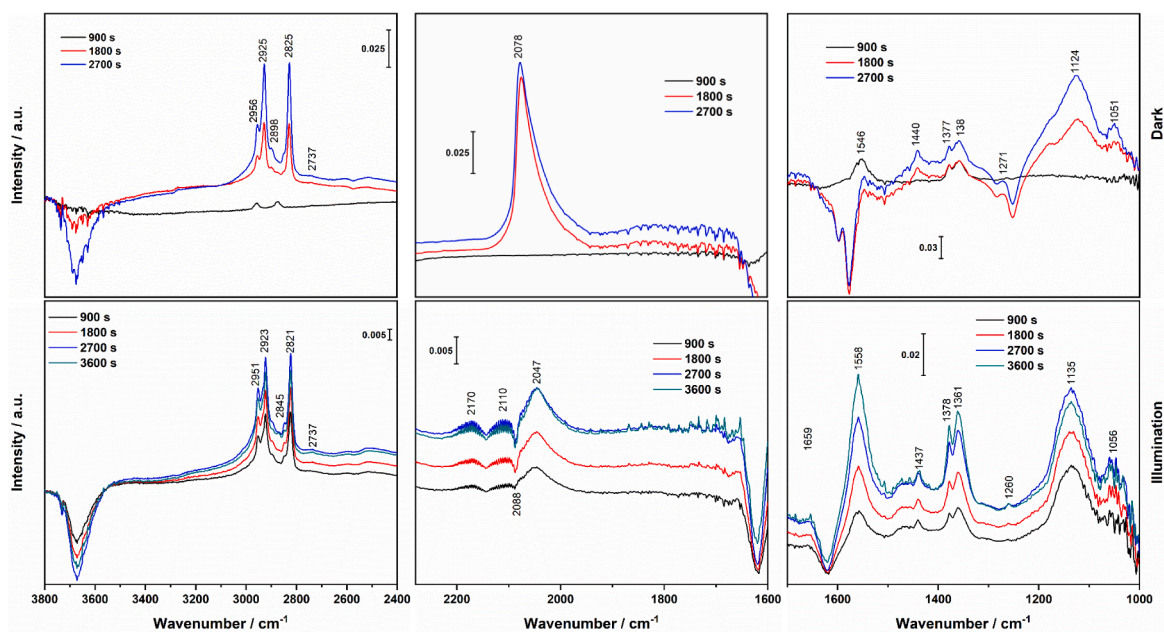 900 s
1800 s
2700 s
0.025
2956
2925
2898
2825
2737
Intensity / a.u.
2078
900 s
1800 s
2700 s
0.025
900 s
1800 s
2700 s
1546
1440
1377
138
1271
1124
1051
0.03
Dark
900 s
1800 s
2700 s
3600 s
0.005
2951
2923
2845
2821
2737
Intensity / a.u.
0.005
2170
2110
2088
2047
900 s
1800 s
2700 s
3600 s
1659
1558
0.02
1437
1378
1361
1260
1135
1056
900 s
1800 s
2700 s
3600 s
Illumination
3800 3600 3400 3200 3000 2800 2600 2400
2200 2000 1800 1600
1600 1400 1200 1000
Wavenumber / cm⁻¹
Wavenumber / cm⁻¹
Wavenumber / cm⁻¹